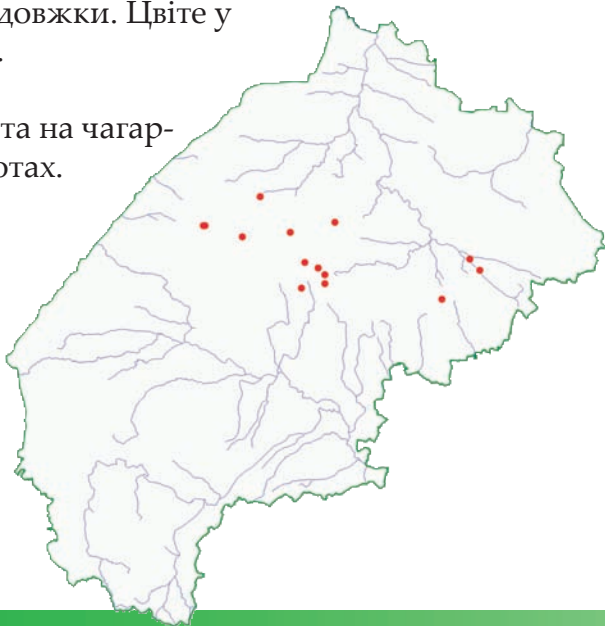 довжки. Цвіте у
.
та на чагар-
отах.